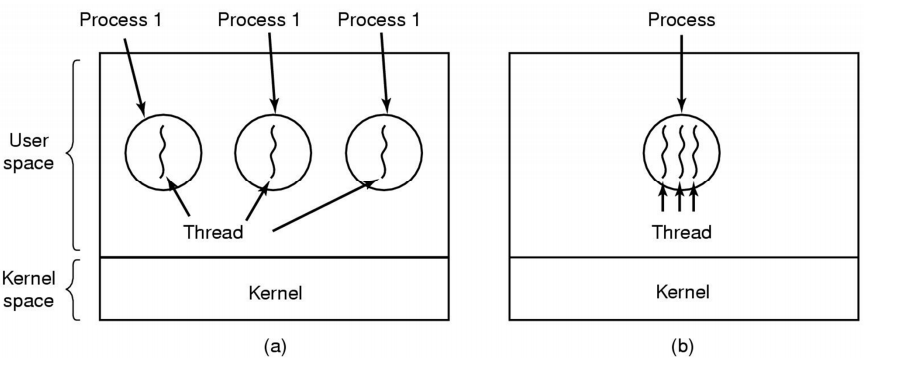 Process 1
Process 1
Process 1
Process
User
space
Thread
Thread
Kernel
space
Kernel
Kernel
(a)
(b)